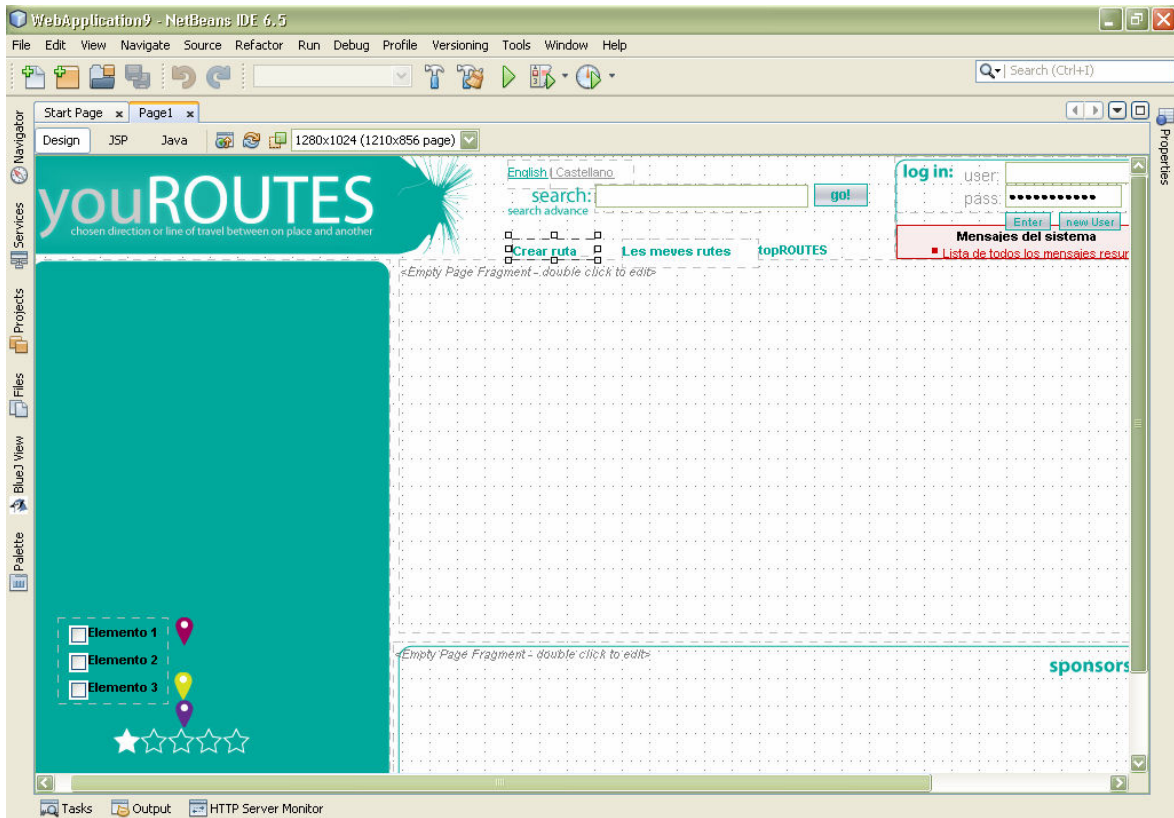 WebApplication9 - NetBeans IDE 6.5
File Edit View Navigate Source Refactor Run Debug Profile Versioning Tools Window Help
Search (Ctrl+I)
Start Page x Page1 x
Design JSP Java 1280x1024 (1210x856 page)
Navigator
Services
Projects
Files
BlueJ View
Palette
Properties
youROUTES
chosen direction or line of travel between on place and another
English | Castellano
search:
go!
search advance
Crear ruta Les meves rutes topROUTES
log in: user:
pass: •••••••••••
Enter new User
Mensajes del sistema
Lista de todos los mensajes resur
<Empty Page Fragment - double click to edit>
Elemento 1
Elemento 2
Elemento 3
<Empty Page Fragment - double click to edit>
sponsors
Tasks Output HTTP Server Monitor